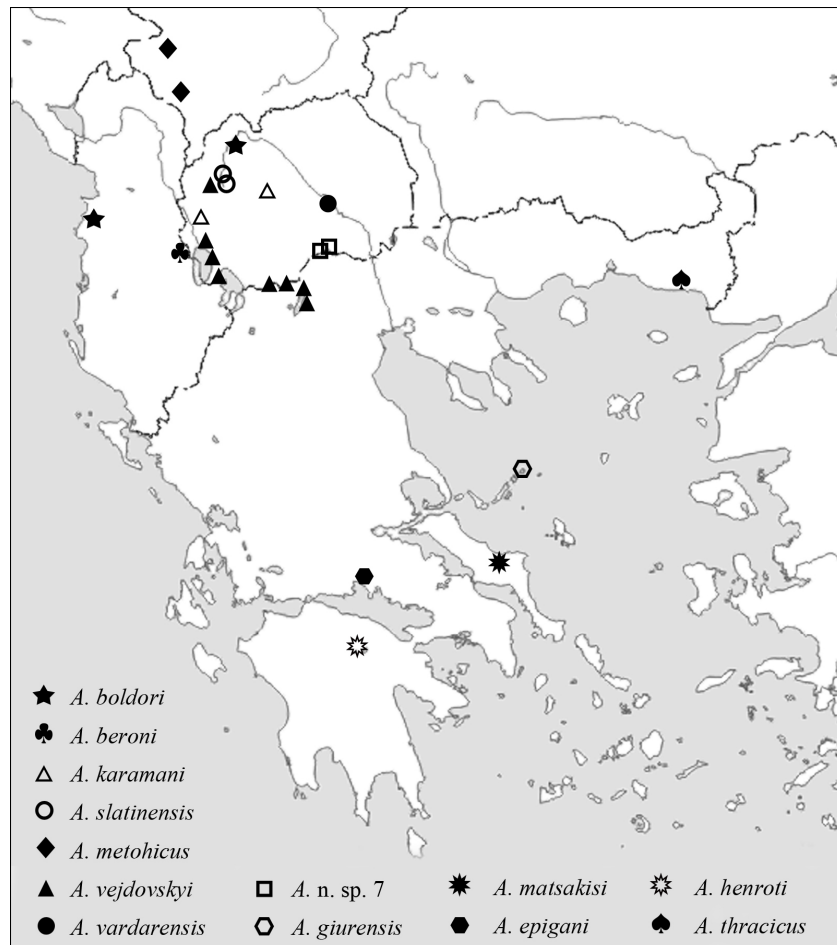 A. boldori
A. beroni
A. karamani
A. slatinensis
A. metohicus
A. vejdovskyi
A. vardarensis
A. n. sp. 7
A. giurensis
A. matsakisi
A. epigani
A. henroti
A. thracicus